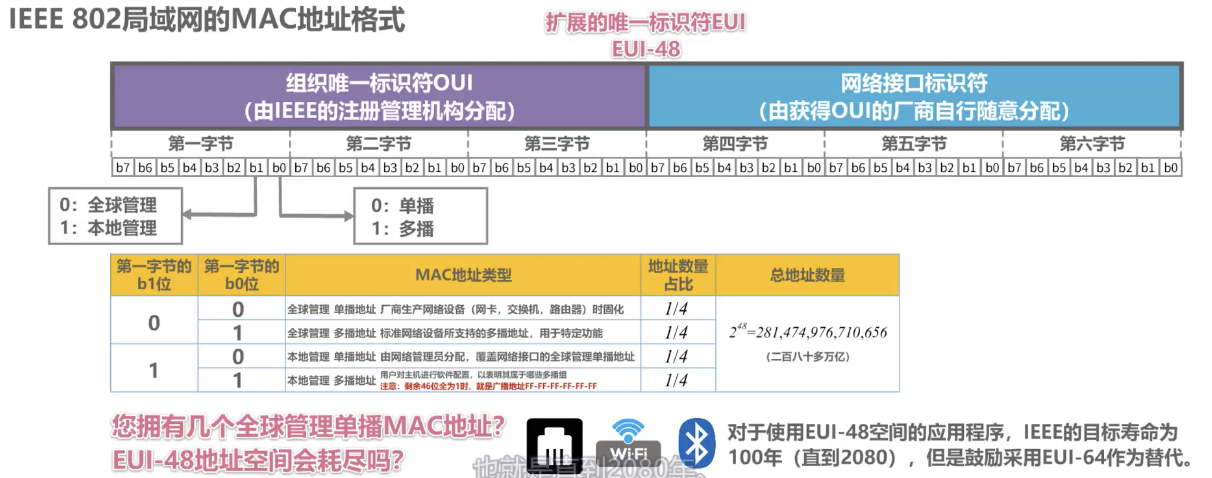 IEEE 802局域网的MAC地址格式
扩展的唯一标识符EUI
EUI-48
组织唯一标识符OUI
（由IEEE的注册管理机构分配）
网络接口标识符
（由获得OUI的厂商自行随意分配）
第一字节 第二字节 第三字节 第四字节 第五字节 第六字节
b7 b6 b5 b4 b3 b2 b1 b0 b7 b6 b5 b4 b3 b2 b1 b0 b7 b6 b5 b4 b3 b2 b1 b0 b7 b6 b5 b4 b3 b2 b1 b0 b7 b6 b5 b4 b3 b2 b1 b0 b7 b6 b5 b4 b3 b2 b1 b0
0：全球管理
1：本地管理
0：单播
1：多播
第一字节的
b1位
第一字节的
b0位
MAC地址类型
地址数量
占比
总地址数量
0
0 全球管理 单播地址 厂商生产网络设备（网卡，交换机，路由器）时固化 1/4
1 全球管理 多播地址 标准网络设备所支持的多播地址，用于特定功能 1/4
1
0 本地管理 单播地址 由网络管理员分配，覆盖网络接口的全球管理单播地址 1/4
1 本地管理 多播地址 用户对主机进行软件配置，以表明其属于哪些多播组
注意：剩余46位全为1时，就是广播地址FF-FF-FF-FF-FF-FF
1/4
2⁴⁸=281,474,976,710,656
（二百八十多万亿）
您拥有几个全球管理单播MAC地址？
EUI-48地址空间会耗尽吗？
WiFi
对于使用EUI-48空间的应用程序，IEEE的目标寿命为
100年（直到2080），但是鼓励采用EUI-64作为替代。
也就是直到2080年。